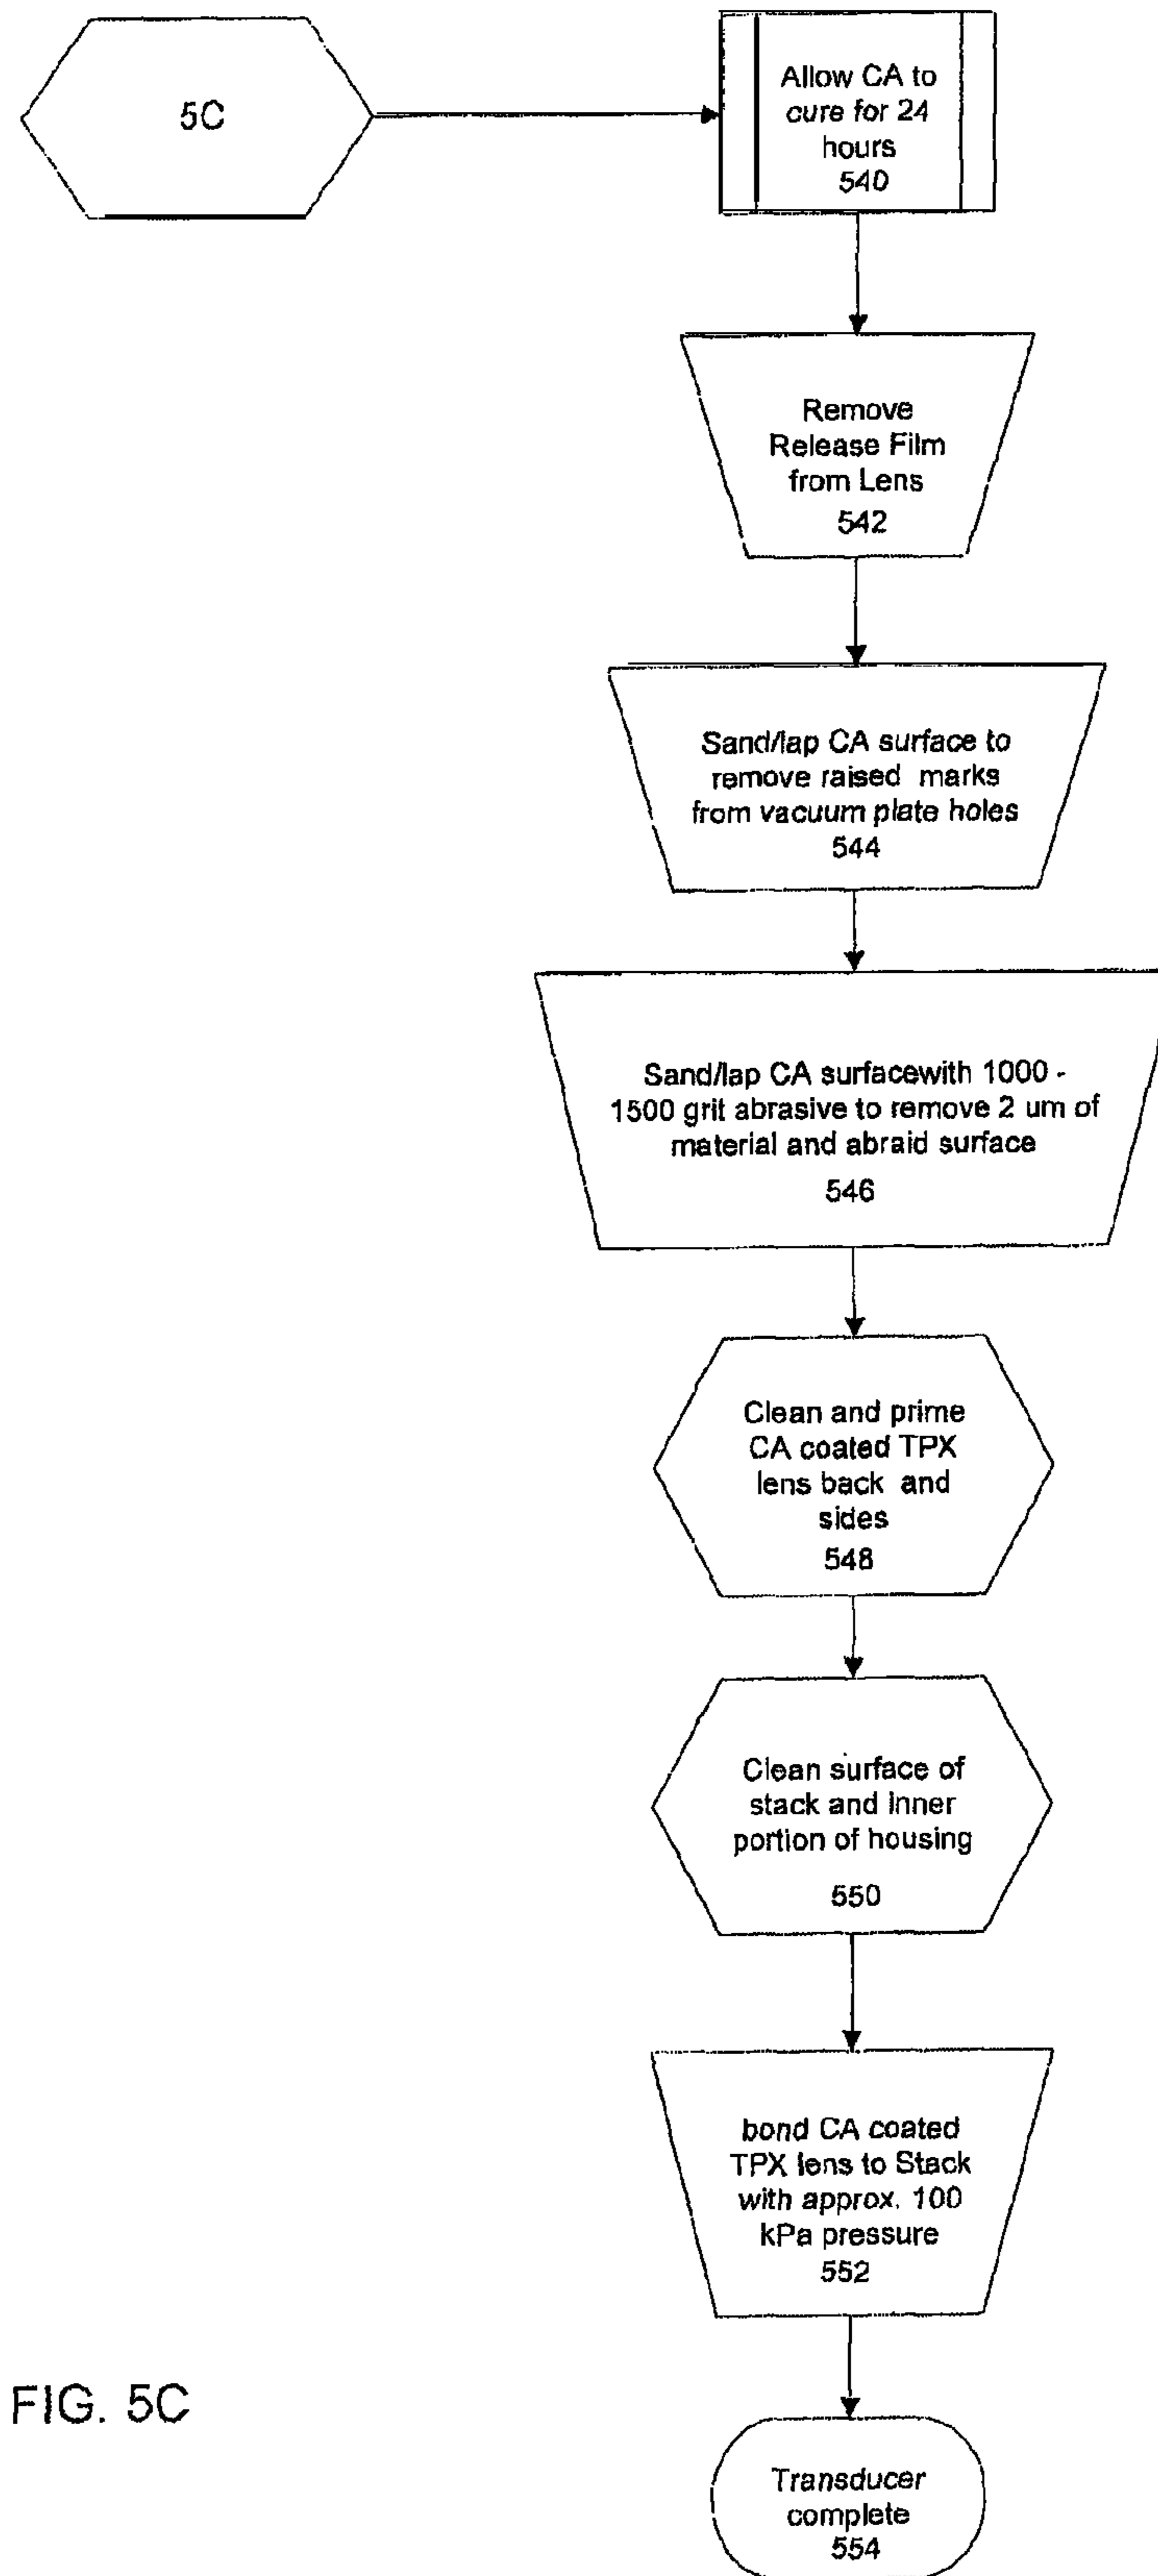 5C
Allow CA to
cure for 24
hours
540
Remove
Release Film
from Lens
542
Sand/lap CA surface to
remove raised marks
from vacuum plate holes
544
Sand/lap CA surfacewith 1000 -
1500 grit abrasive to remove 2 um of
material and abraid surface
546
Clean and prime
CA coated TPX
lens back and
sides
548
Clean surface of
stack and inner
portion of housing
550
bond CA coated
TPX lens to Stack
with approx. 100
kPa pressure
552
FIG. 5C
Transducer
complete
554